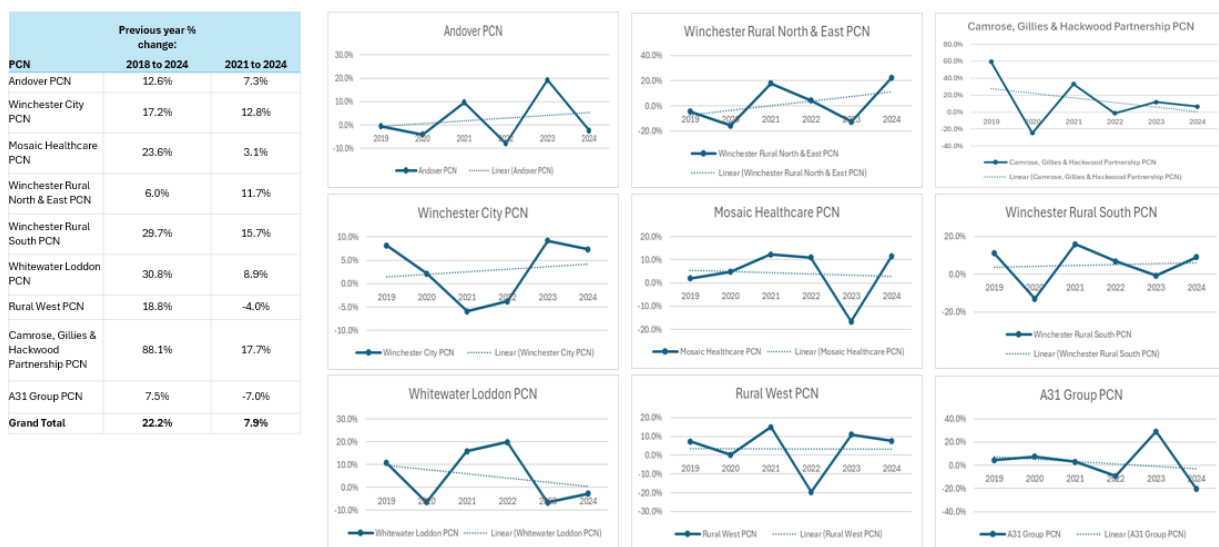 Previous year %
change:
PCN 2018 to 2024 2021 to 2024
Andover PCN 12.6% 7.3%
Winchester City
PCN 17.2% 12.8%
Mosaic Healthcare
PCN 23.6% 3.1%
Winchester Rural
North & East PCN 6.0% 11.7%
Winchester Rural
South PCN 29.7% 15.7%
Whitewater Loddon
PCN 30.8% 8.9%
Rural West PCN 18.8% -4.0%
Camrose, Gillies &
Hackwood
Partnership PCN 88.1% 17.7%
A31 Group PCN 7.5% -7.0%
Grand Total 22.2% 7.9%
Andover PCN
30.0%
20.0%
10.0%
0.0%
-10.0%
2019 2020 2021 2022 2023 2024
Andover PCN Linear (Andover PCN)
Winchester Rural North & East PCN
40.0%
20.0%
0.0%
-20.0%
2019 2020 2021 2022 2023 2024
Winchester Rural North & East PCN
Linear (Winchester Rural North & East PCN)
Camrose, Gillies & Hackwood Partnership PCN
80.0%
60.0%
40.0%
20.0%
0.0%
-20.0%
-40.0%
2019 2020 2021 2022 2023 2024
Camrose, Gillies & Hackwood Partnership PCN
Linear (Camrose, Gillies & Hackwood Partnership PCN)
Winchester City PCN
10.0%
5.0%
0.0%
-5.0%
-10.0%
2019 2020 2021 2022 2023 2024
Winchester City PCN Linear (Winchester City PCN)
Mosaic Healthcare PCN
20.0%
10.0%
0.0%
-10.0%
-20.0%
2019 2020 2021 2022 2023 2024
Mosaic Healthcare PCN Linear (Mosaic Healthcare PCN)
Winchester Rural South PCN
20.0%
0.0%
-20.0%
2019 2020 2021 2022 2023 2024
Winchester Rural South PCN
Linear (Winchester Rural South PCN)
Whitewater Loddon PCN
30.0%
20.0%
10.0%
0.0%
-10.0%
2019 2020 2021 2022 2023 2024
Whitewater Loddon PCN Linear (Whitewater Loddon PCN)
Rural West PCN
20.0%
10.0%
0.0%
-10.0%
-20.0%
-30.0%
2019 2020 2021 2022 2023 2024
Rural West PCN Linear (Rural West PCN)
A31 Group PCN
40.0%
20.0%
0.0%
-20.0%
-40.0%
2019 2020 2021 2022 2023 2024
A31 Group PCN Linear (A31 Group PCN)